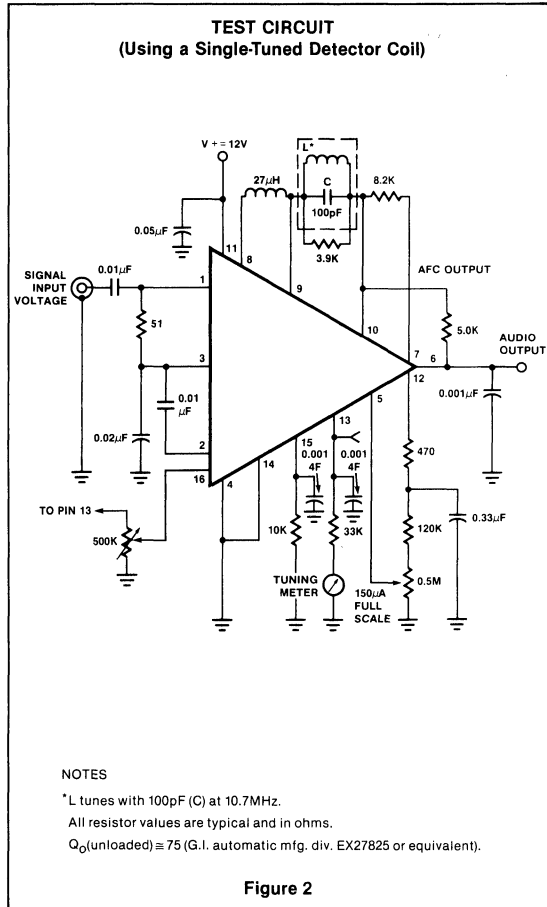 TEST CIRCUIT
(Using a Single-Tuned Detector Coil)
V + = 12V
L*
27μH
C
100pF
8.2K
0.05μF
3.9K
11
8
9
AFC OUTPUT
SIGNAL
INPUT
VOLTAGE
0.01μF
1
10
5.0K
51
AUDIO
OUTPUT
3
7
6
12
0.01
μF
5
0.001μF
0.02μF
2
13
16
15
14
4
0.001
4F
0.001
4F
470
TO PIN 13
500K
10K
33K
120K
0.33μF
TUNING
METER
150μA
FULL
SCALE
0.5M
NOTES
*L tunes with 100pF (C) at 10.7MHz.
All resistor values are typical and in ohms.
QO(unloaded) ≅ 75 (G.I. automatic mfg. div. EX27825 or equivalent).
Figure 2